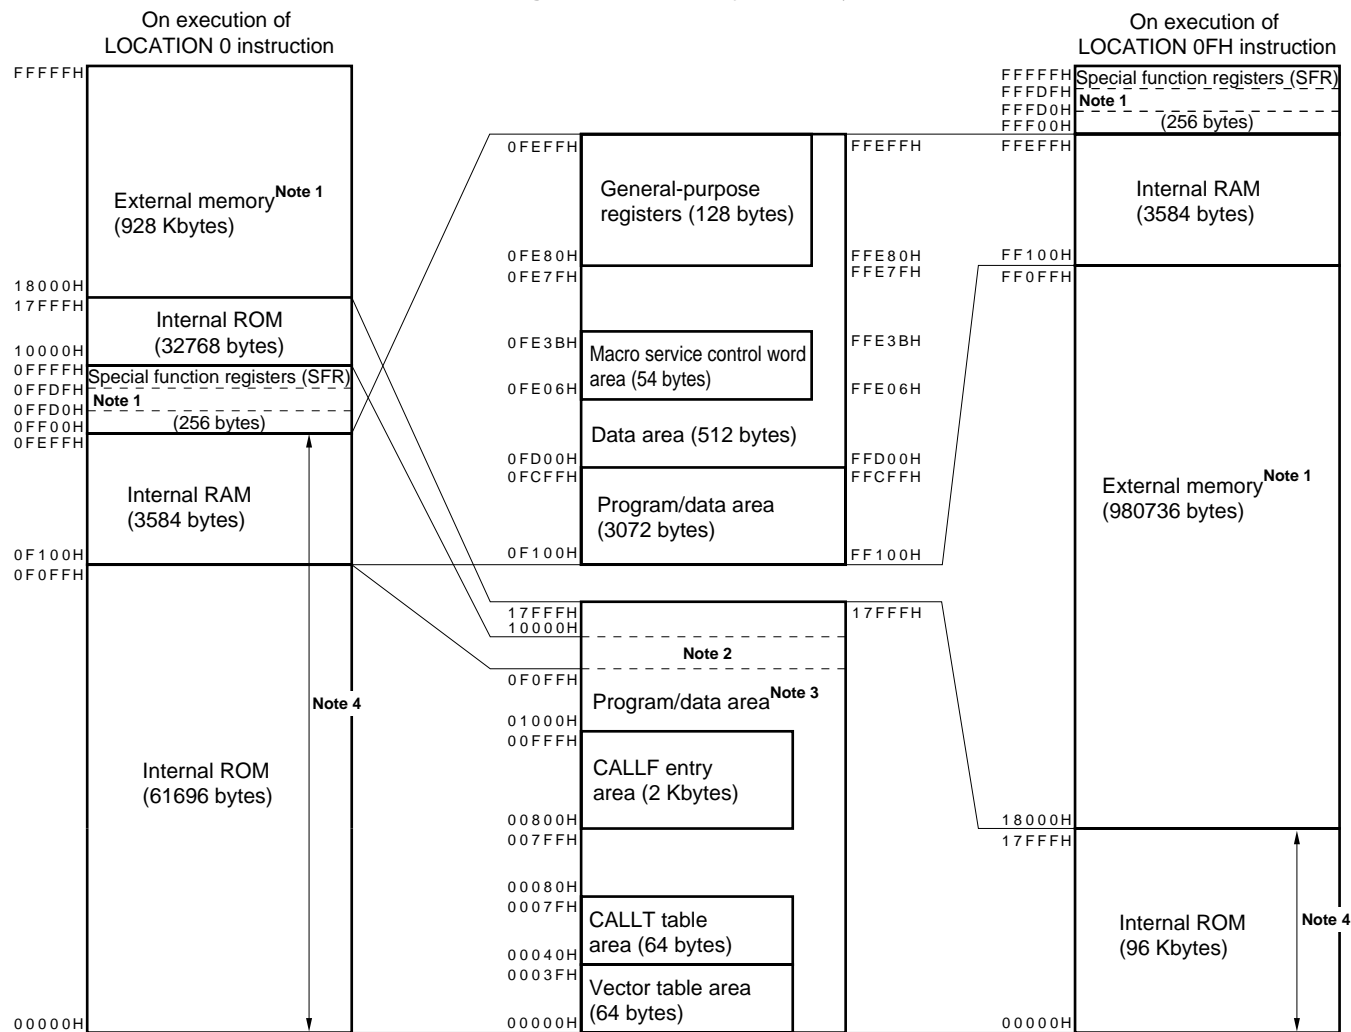 On execution of
LOCATION 0 instruction
FFFFFH
External memory Note 1
(928 Kbytes)
18000H
17FFFH
Internal ROM
(32768 bytes)
10000H
0FFFFH
Special function registers (SFR)
0FFDFH
Note 1
0FFD0H
0FF00H
(256 bytes)
0FEFFH
Internal RAM
(3584 bytes)
0F100H
0F0FFH
Note 4
Internal ROM
(61696 bytes)
00000H
0FEFFH
FFEFFH
General-purpose
registers (128 bytes)
0FE80H
FFE80H
0FE7FH
FFE7FH
0FE3BH
FFE3BH
Macro service control word
area (54 bytes)
0FE06H
FFE06H
Data area (512 bytes)
0FD00H
FFD00H
0FCFFH
FFCFFH
Program/data area
(3072 bytes)
0F100H
FF100H
17FFFH
17FFFH
10000H
Note 2
0F0FFH
Program/data area Note 3
01000H
00FFFH
CALLF entry
area (2 Kbytes)
00800H
007FFH
00080H
0007FH
CALLT table
area (64 bytes)
00040H
0003FH
Vector table area
(64 bytes)
00000H
On execution of
LOCATION 0FH instruction
FFFFFH
Special function registers (SFR)
FFFDFH
Note 1
FFFD0H
FFF00H
(256 bytes)
FFEFFH
Internal RAM
(3584 bytes)
FF100H
FF0FFH
External memory Note 1
(980736 bytes)
18000H
17FFFH
Internal ROM
(96 Kbytes)
Note 4
00000H